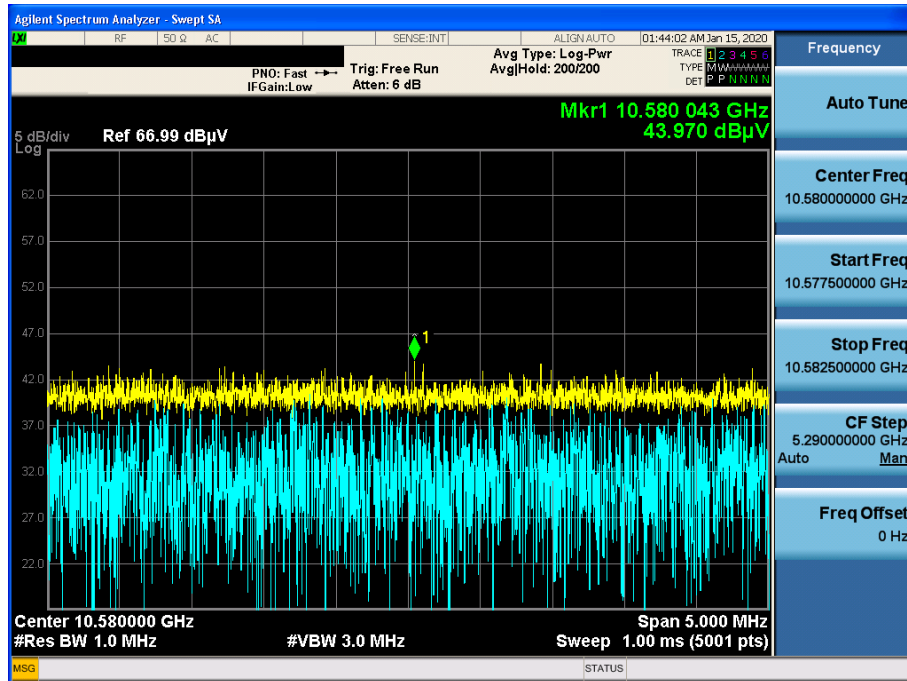 Agilent Spectrum Analyzer - Swept SA
LXI RF 50 Ω AC SENSE:INT ALIGN AUTO 01:44:02 AM Jan 15, 2020
PNO: Fast Trig: Free Run Avg Type: Log-Pwr TRACE 1 2 3 4 5 6
IFGain:Low Atten: 6 dB Avg|Hold: 200/200 TYPE M W W W W W
DET P P N N N N
Frequency
Mkr1 10.580 043 GHz
43.970 dBµV
5 dB/div Ref 66.99 dBµV
Log
62.0
57.0
52.0
47.0
42.0
37.0
32.0
27.0
22.0
1
Center 10.580000 GHz Span 5.000 MHz
#Res BW 1.0 MHz #VBW 3.0 MHz Sweep 1.00 ms (5001 pts)
MSG STATUS
Auto Tune
Center Freq
10.580000000 GHz
Start Freq
10.577500000 GHz
Stop Freq
10.582500000 GHz
CF Step
5.290000000 GHz
Auto Man
Freq Offset
0 Hz